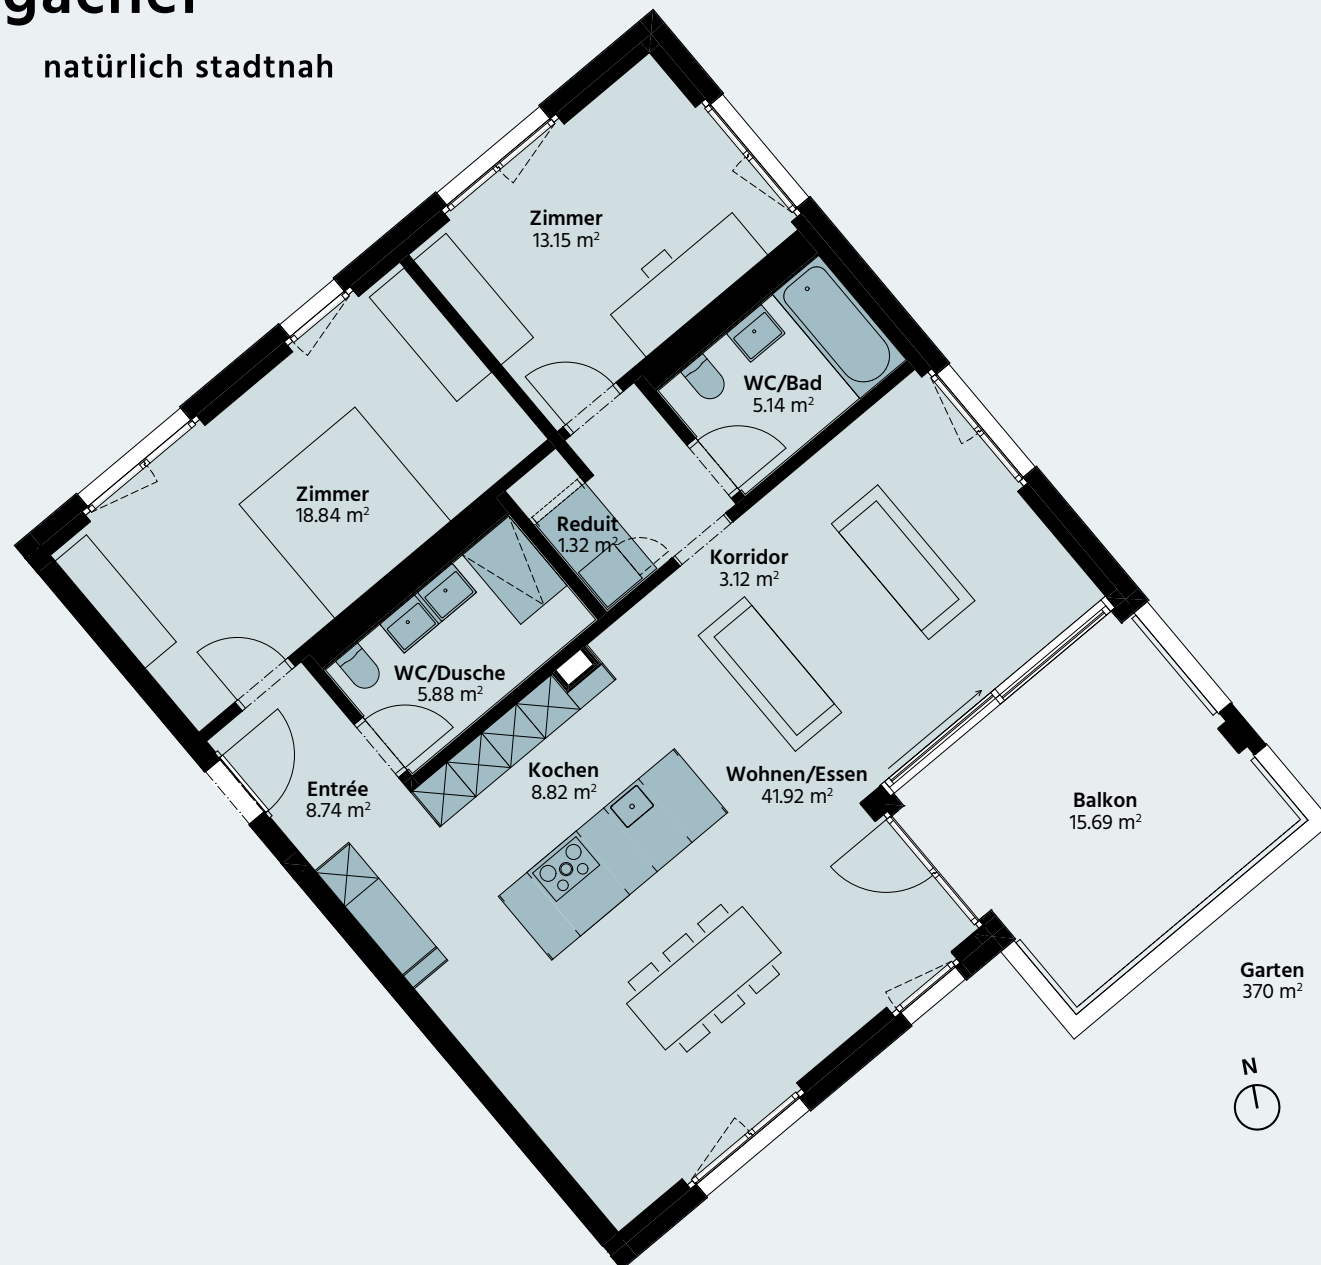 natürlich stadtnah
Zimmer
13.15 m²
WC/Bad
5.14 m²
Zimmer
18.84 m²
Reduit
1.32 m²
Korridor
3.12 m²
WC/Dusche
5.88 m²
Kochen
8.82 m²
Wohnen/Essen
41.92 m²
Entrée
8.74 m²
Balkon
15.69 m²
Garten
370 m²
N